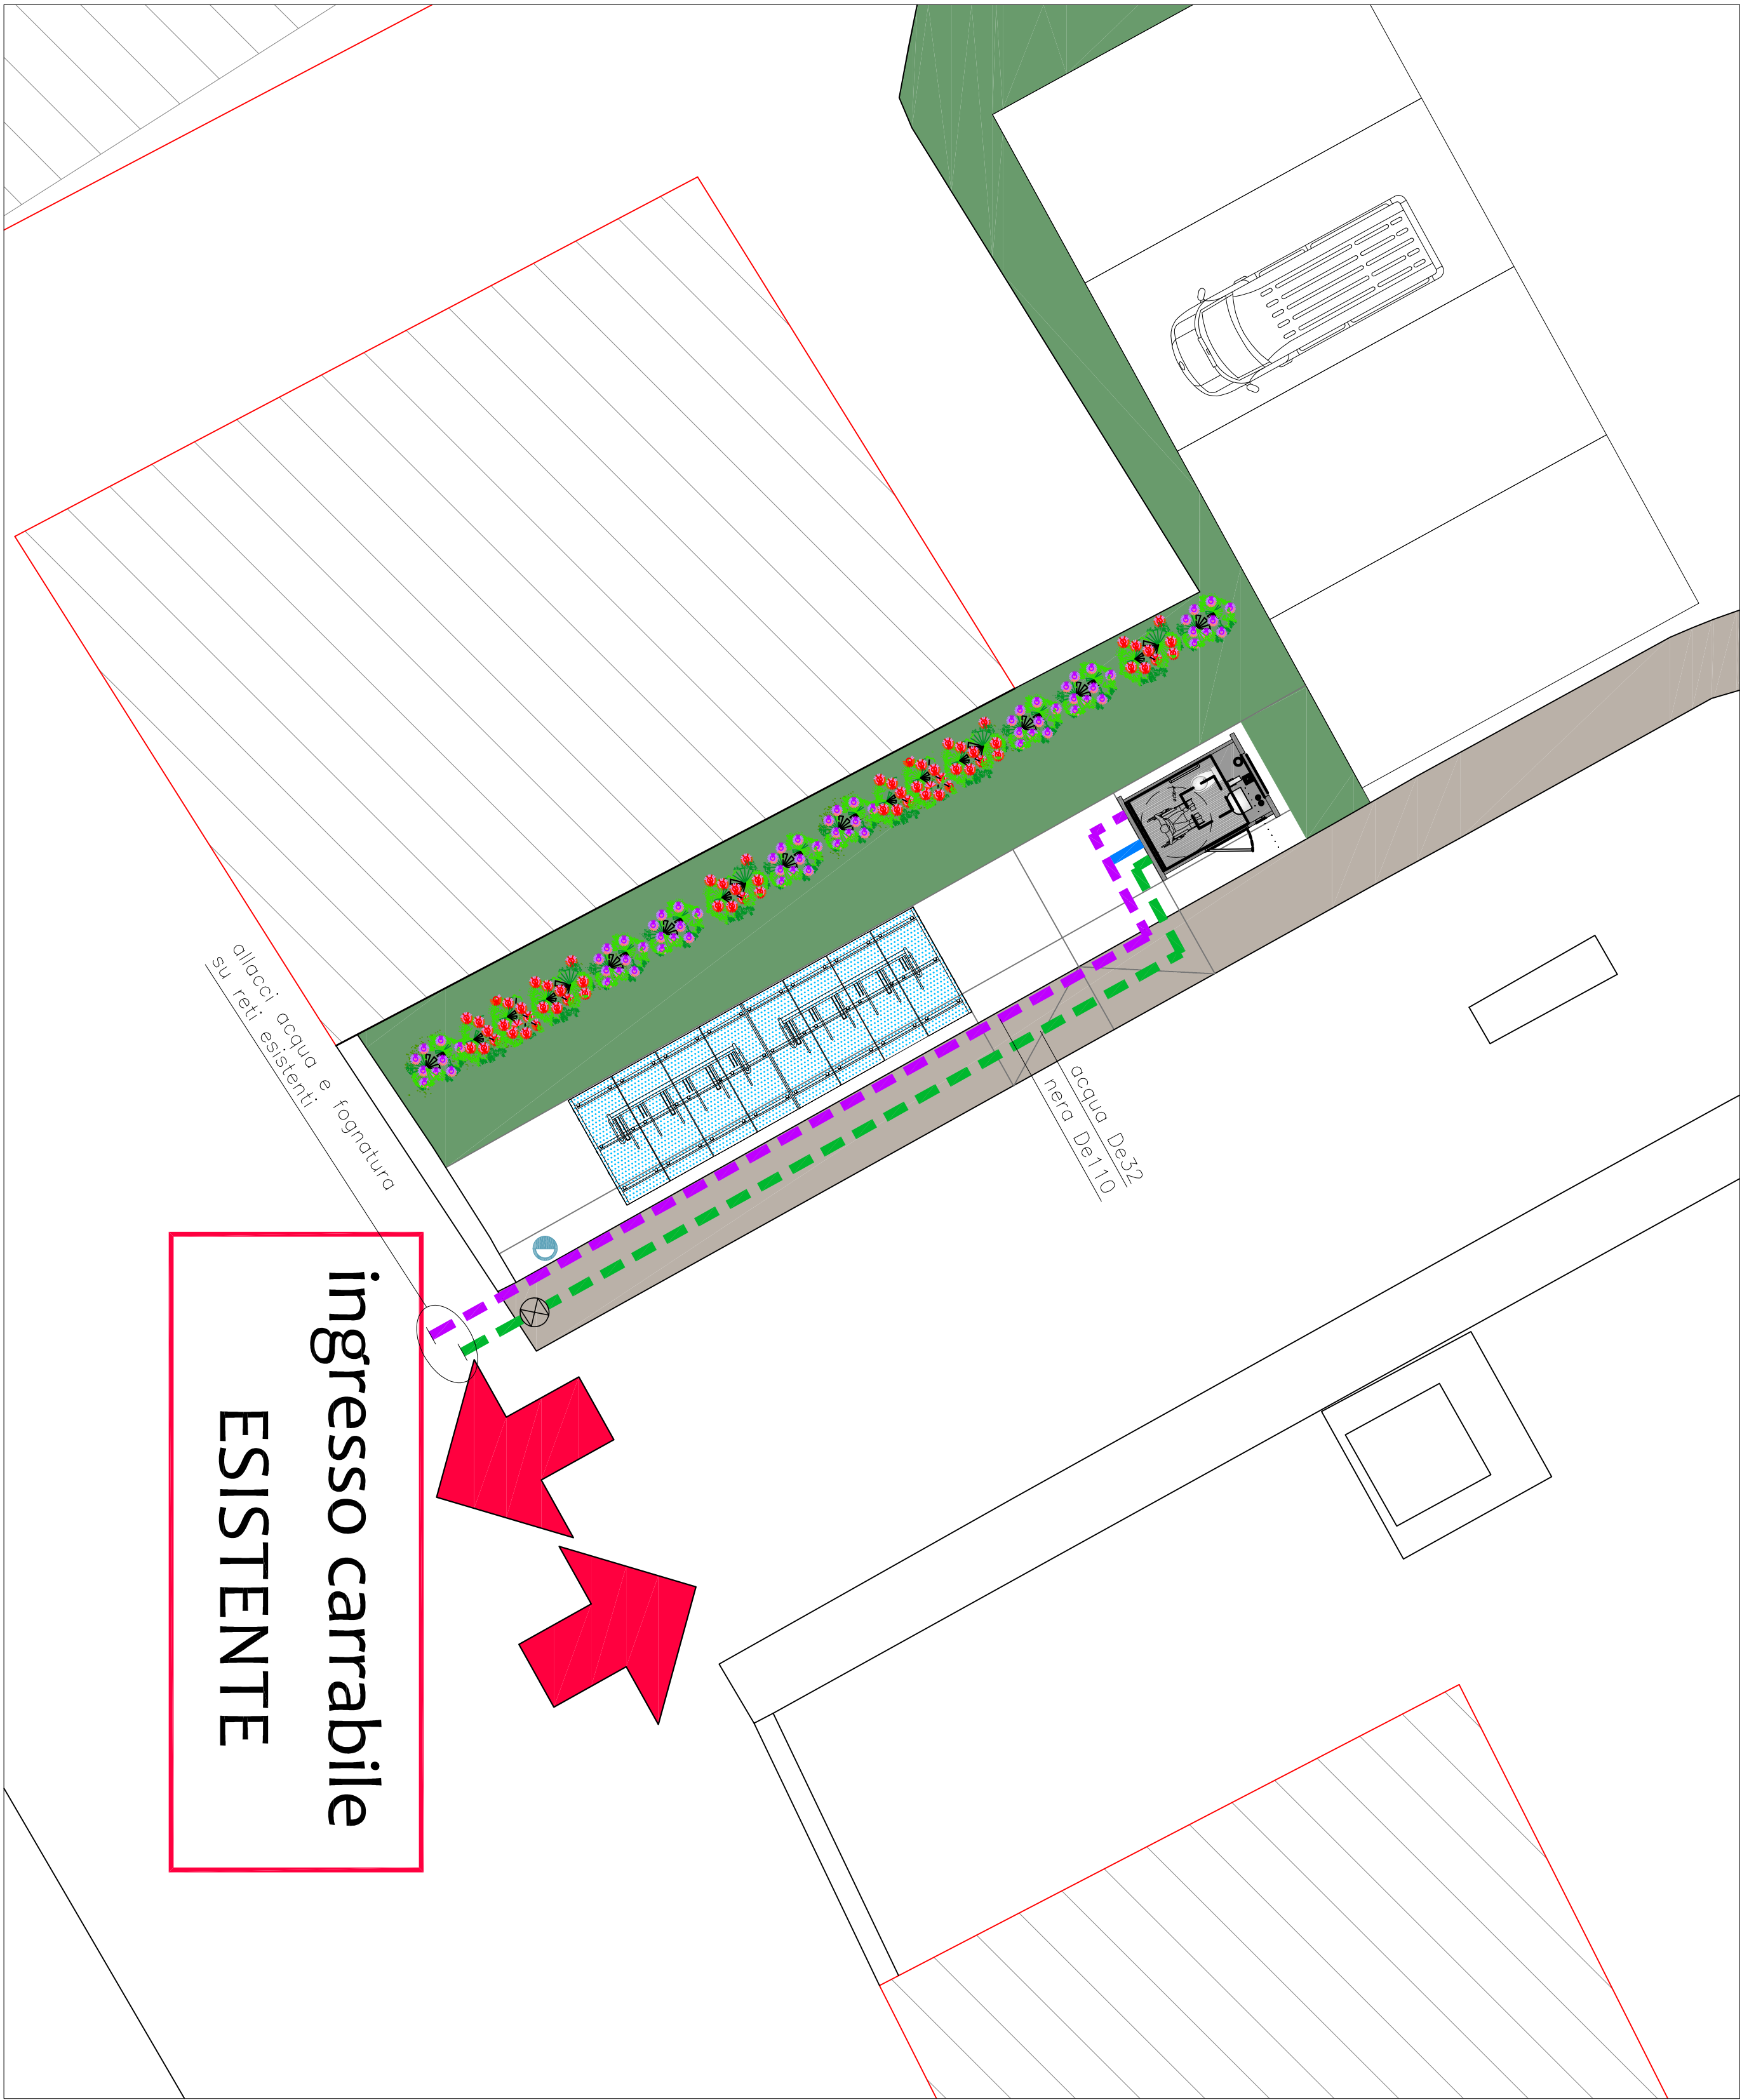 allacci acqua e fognatura
su reti esistenti
acqua De32
nera De110
ingresso carrabile
ESISTENTE